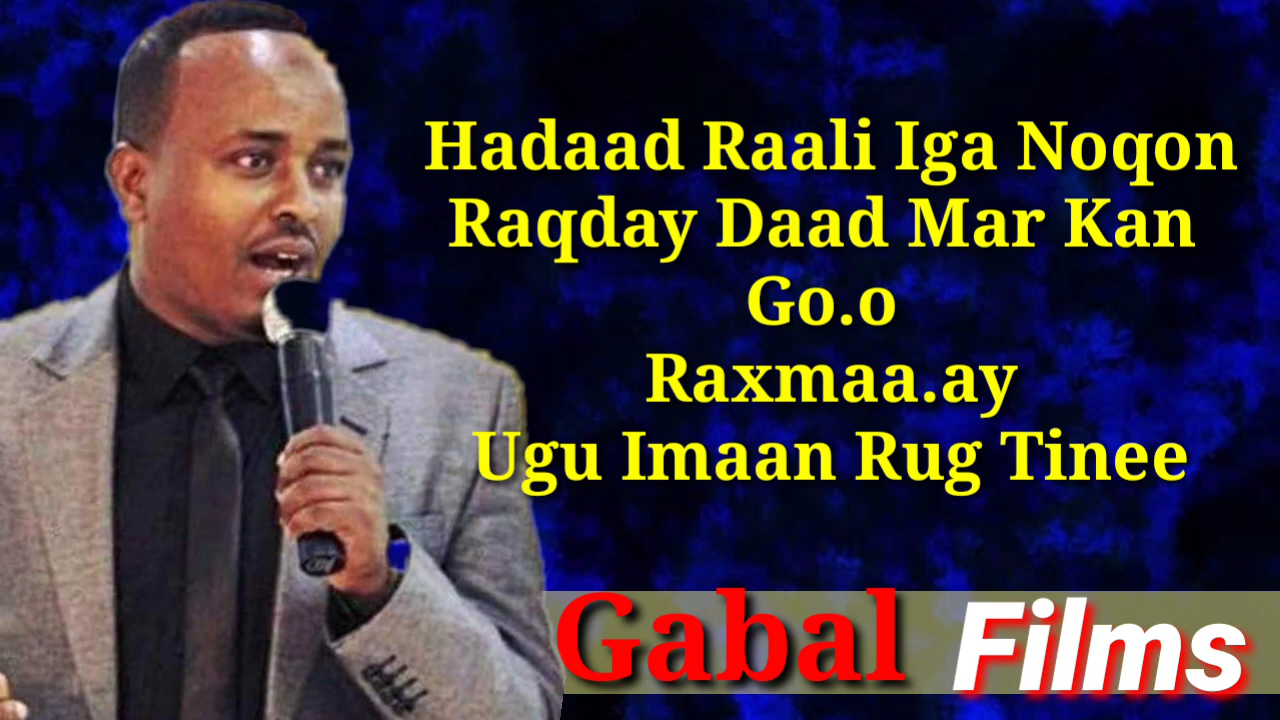 Hadaad Raali Iga Noqon
Raqday Daad Mar Kan
Go.o
Raxmaa.ay
Ugu Imaan Rug Tinee
Gabal Films